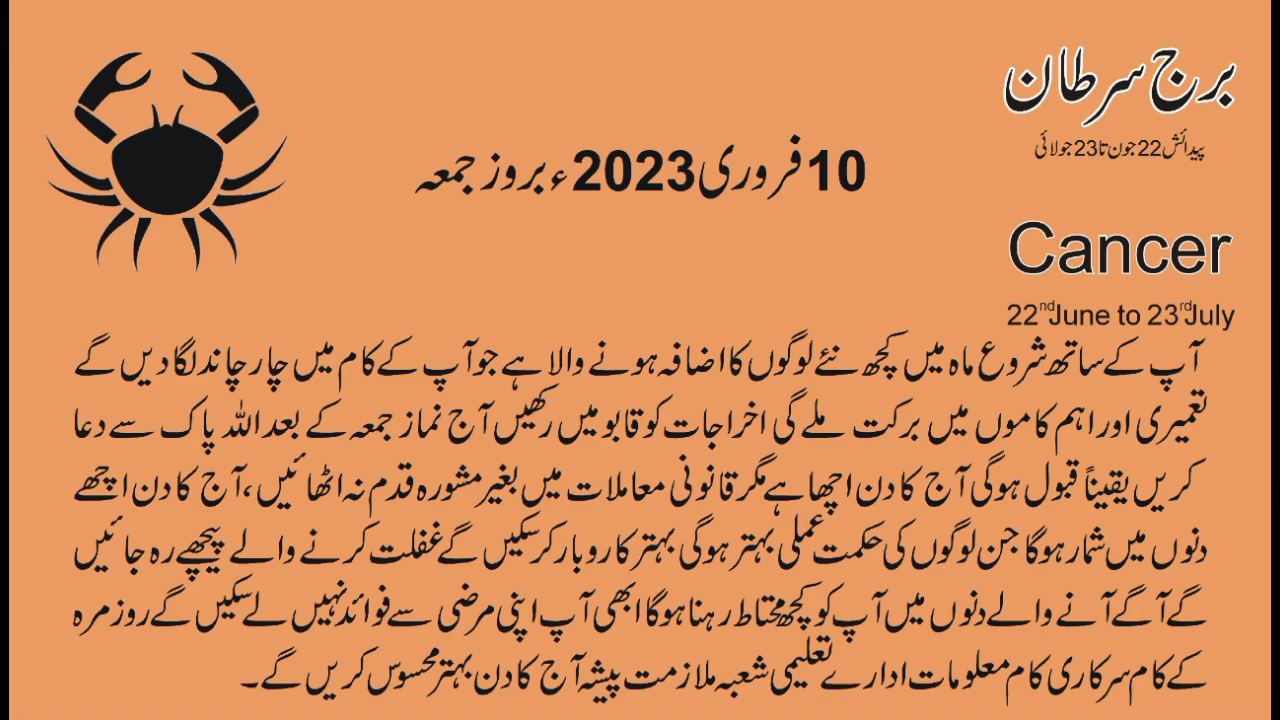 برج سرطان
پیدائش 22 جون تا 23 جولائی
10 فروری 2023ء بروز جمعہ
Cancer
22nd June to 23rd July
آپ کے ساتھ شروع ماہ میں کچھ نئے لوگوں کا اضافہ ہونے والا ہے جو آپ کے کام میں چار چاند لگا دیں گے
تعمیری اور اہم کاموں میں برکت ملے گی اخراجات کو قابو میں رکھیں آج نماز جمعہ کے بعد اللہ پاک سے دعا
کریں یقیناً قبول ہوگی آج کا دن اچھا ہے مگر قانونی معاملات میں بغیر مشورہ قدم نہ اٹھائیں، آج کا دن اچھے
دنوں میں شمار ہوگا جن لوگوں کی حکمت عملی بہتر ہوگی بہتر کاروبار کر سکیں گے غفلت کرنے والے پیچھے رہ جائیں
گے آگے آنے والے دنوں میں آپ کو کچھ محتاط رہنا ہوگا ابھی آپ اپنی مرضی سے فوائد نہیں لے سکیں گے روز مرہ
کے کام سرکاری کام معلومات ادارے تعلیمی شعبہ ملازمت پیشہ آج کا دن بہتر محسوس کریں گے۔